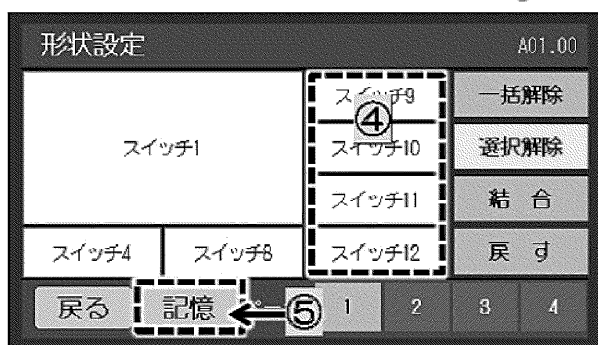 形状設定 A01.00
スイッチ1
スイッチ9
④
スイッチ10
スイッチ11
スイッチ4 スイッチ8 スイッチ12
一括解除
選択解除
結 合
戻 す
戻る 記憶 ⑤ 1 2 3 4